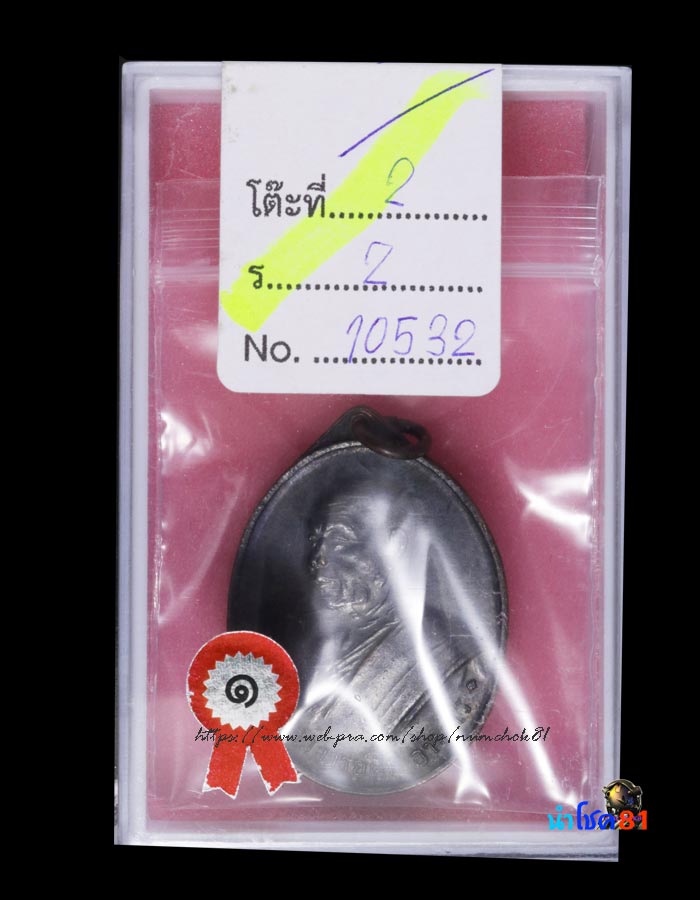 โต๊ะที่ 2
ร 2
No. 10532
๑
https://www.web-pra.com/shop/numchok81
นำโชค81